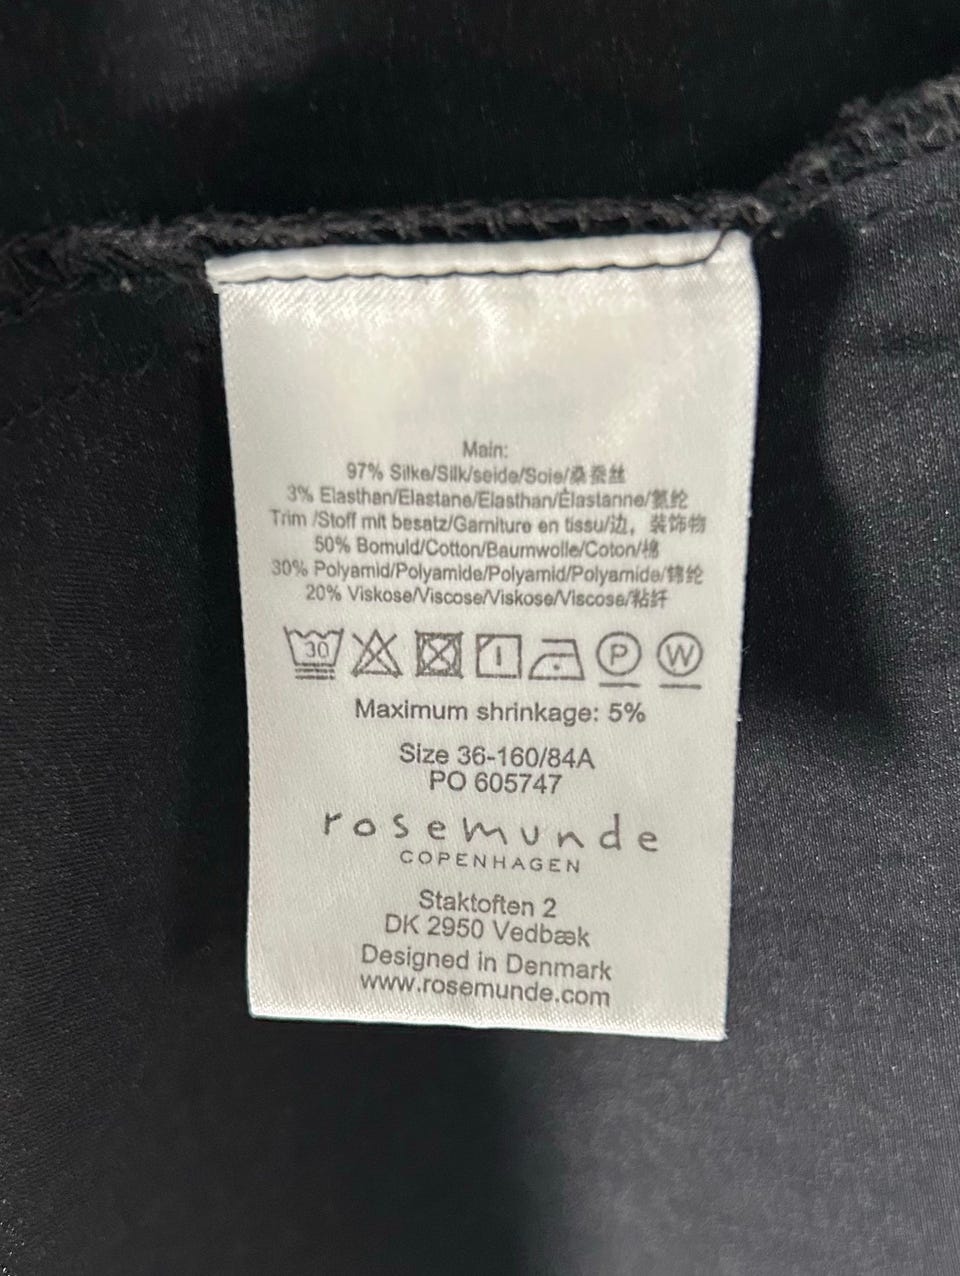 Main:
97% Silke/Silk/seide/Soie/桑蚕丝
3% Elasthan/Elastane/Elasthan/Élastanne/氨纶
Trim /Stoff mit besatz/Garniture en tissu/边，装饰物
50% Bomuld/Cotton/Baumwolle/Coton/棉
30% Polyamid/Polyamide/Polyamid/Polyamide/锦纶
20% Viskose/Viscose/Viskose/Viscose/粘纤
30 P W
Maximum shrinkage: 5%
Size 36-160/84A
PO 605747
rosemunde
COPENHAGEN
Staktoften 2
DK 2950 Vedbæk
Designed in Denmark
www.rosemunde.com